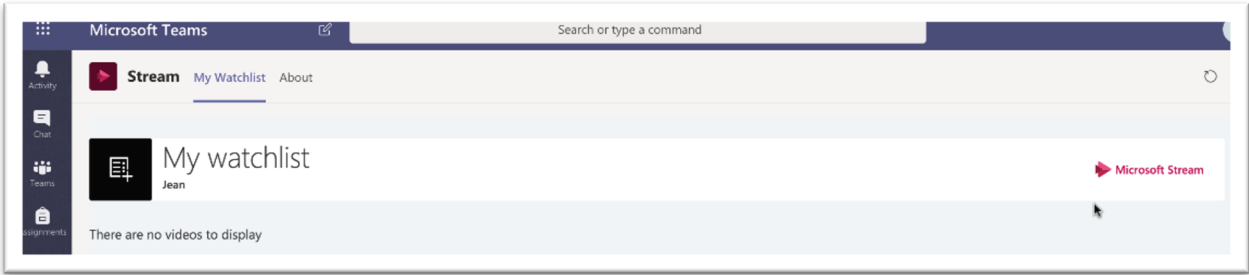 Microsoft Teams
Search or type a command
Activity
Chat
Teams
ssignments
Stream My Watchlist About
My watchlist
Jean
Microsoft Stream
There are no videos to display